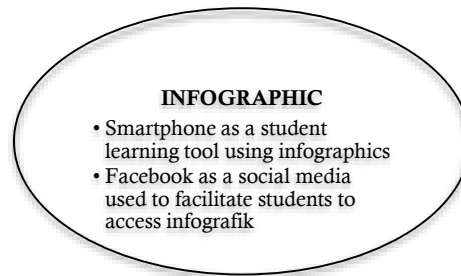 INFOGRAPHIC
• Smartphone as a student
learning tool using infographics
• Facebook as a social media
used to facilitate students to
access infografik